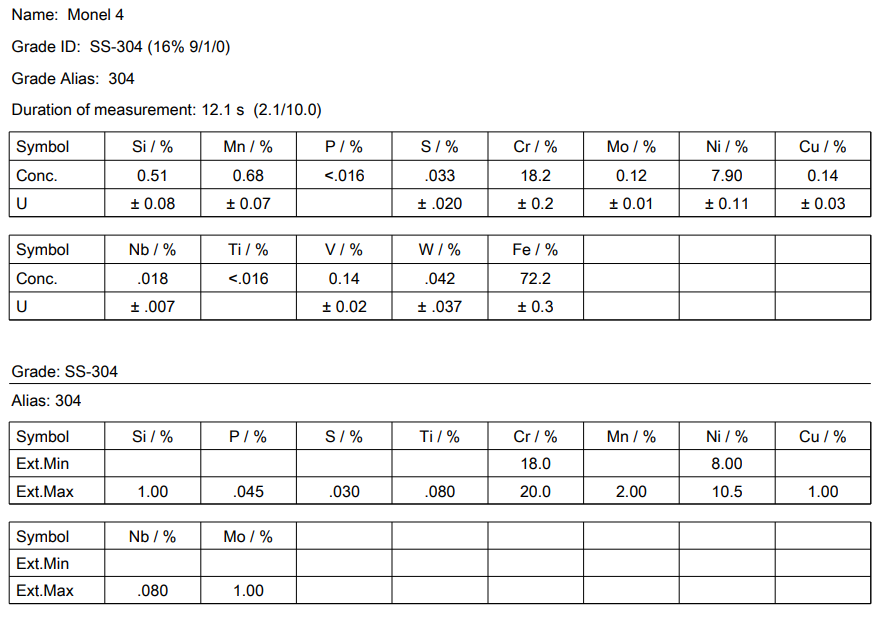 Name: Monel 4
Grade ID: SS-304 (16% 9/1/0)
Grade Alias: 304
Duration of measurement: 12.1 s (2.1/10.0)
Symbol Si / % Mn / % P / % S / % Cr / % Mo / % Ni / % Cu / %
Conc. 0.51 0.68 <.016 .033 18.2 0.12 7.90 0.14
U ± 0.08 ± 0.07 ± .020 ± 0.2 ± 0.01 ± 0.11 ± 0.03
Symbol Nb / % Ti / % V / % W / % Fe / %
Conc. .018 <.016 0.14 .042 72.2
U ± .007 ± 0.02 ± .037 ± 0.3
Grade: SS-304
Alias: 304
Symbol Si / % P / % S / % Ti / % Cr / % Mn / % Ni / % Cu / %
Ext.Min 18.0 8.00
Ext.Max 1.00 .045 .030 .080 20.0 2.00 10.5 1.00
Symbol Nb / % Mo / %
Ext.Min
Ext.Max .080 1.00